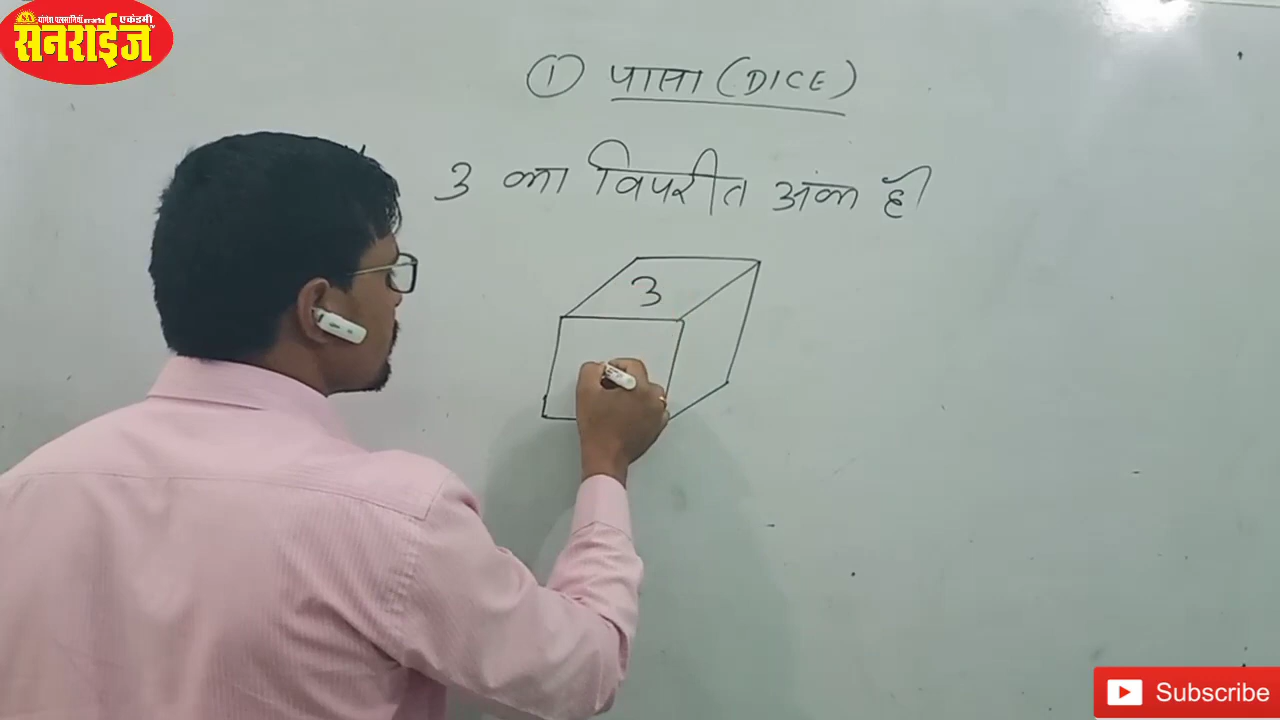 एकेडमी
सनराईज
① पासा (DICE)
3 का विपरीत अंक है
3
Subscribe